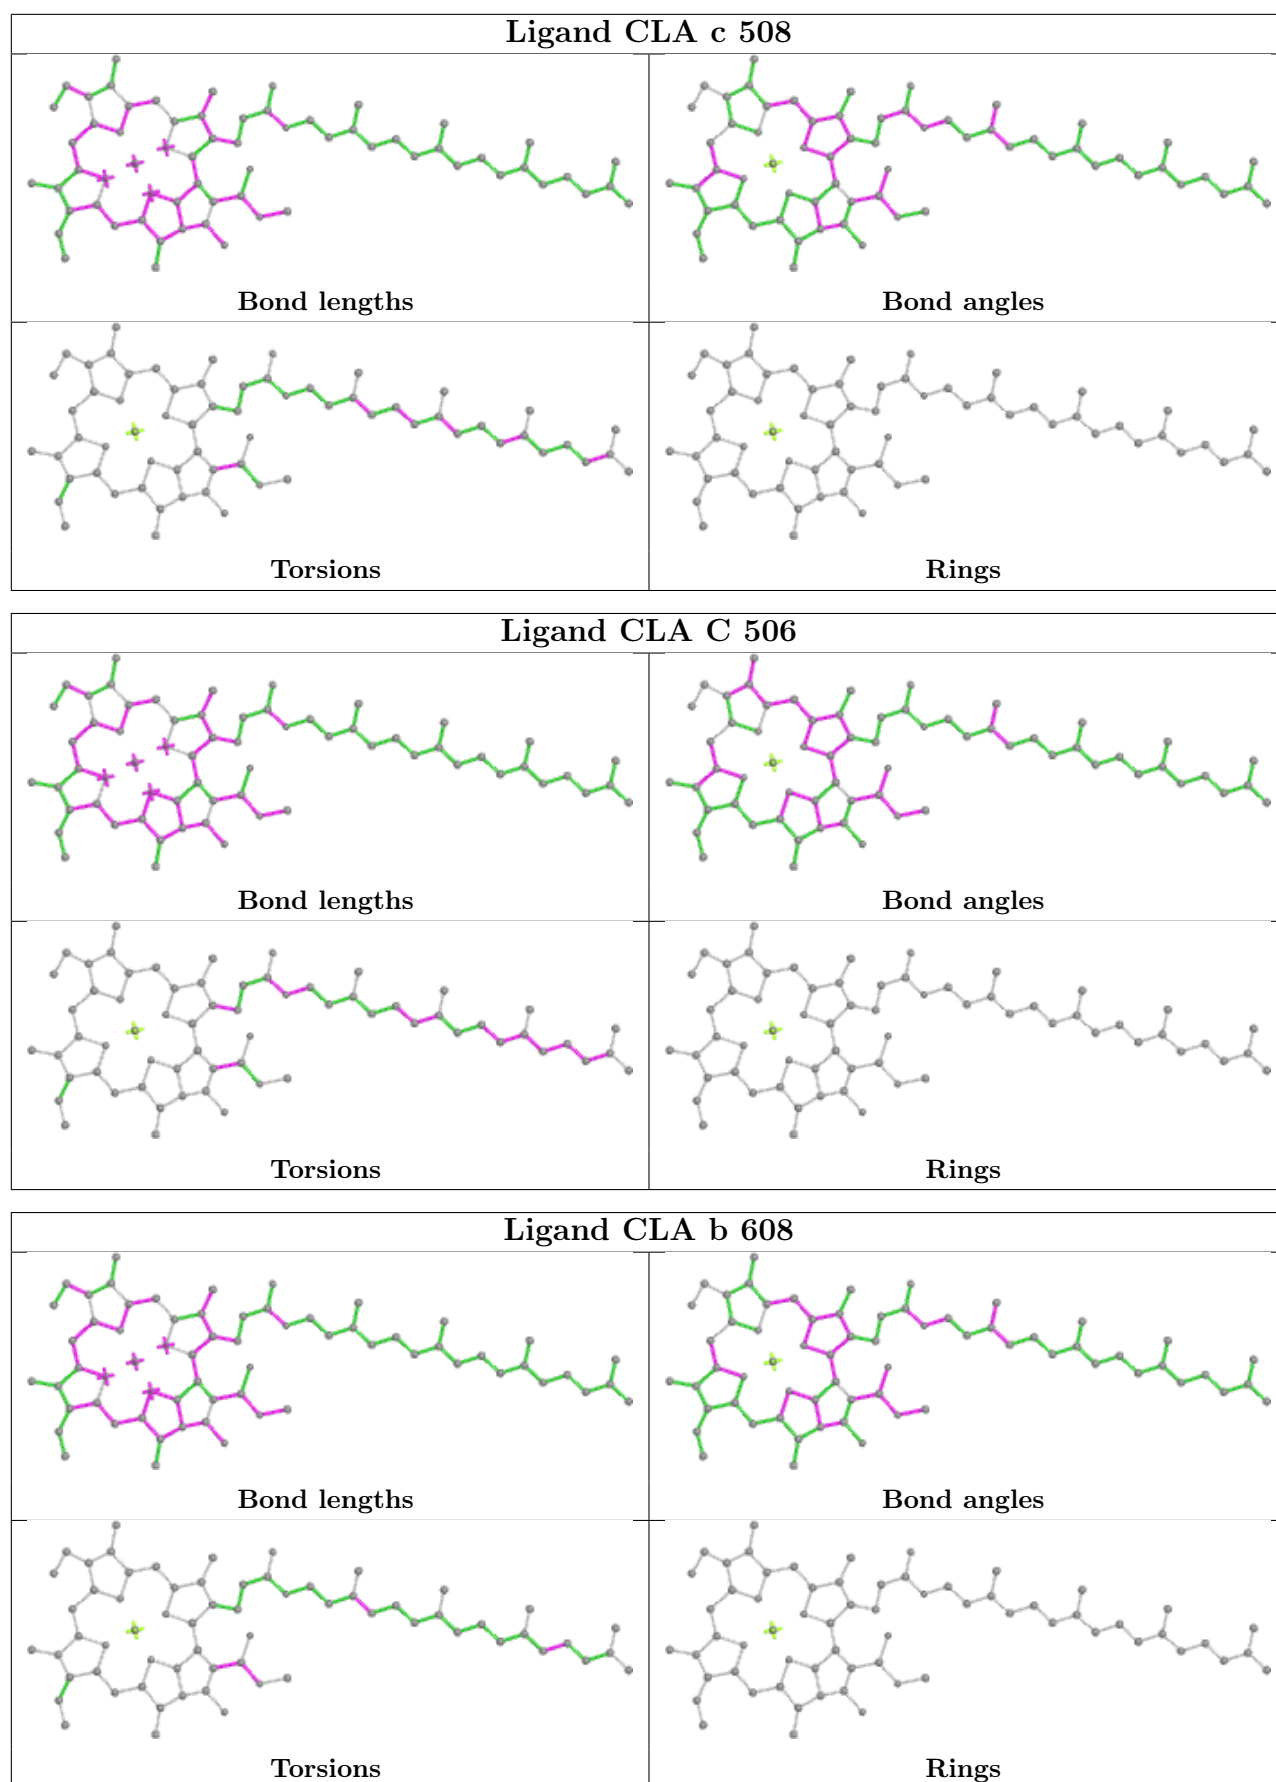 Ligand CLA c 508
Bond lengths
Bond angles
Torsions
Rings
Ligand CLA C 506
Bond lengths
Bond angles
Torsions
Rings
Ligand CLA b 608
Bond lengths
Bond angles
Torsions
Rings